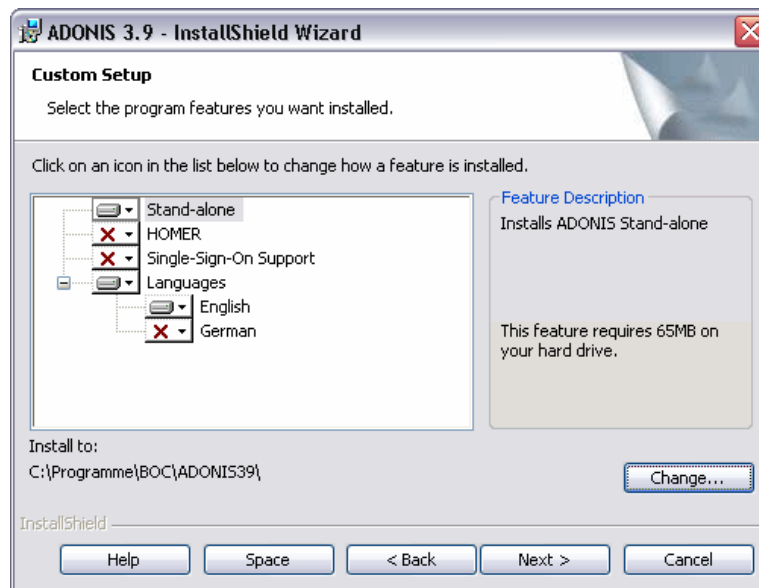 ADONIS 3.9 - InstallShield Wizard
Custom Setup
Select the program features you want installed.
Click on an icon in the list below to change how a feature is installed.
Stand-alone
HOMER
Single-Sign-On Support
Languages
English
German
Feature Description
Installs ADONIS Stand-alone
This feature requires 65MB on
your hard drive.
Install to:
C:\Programme\BOC\ADONIS39\
Change...
InstallShield
Help
Space
< Back
Next >
Cancel